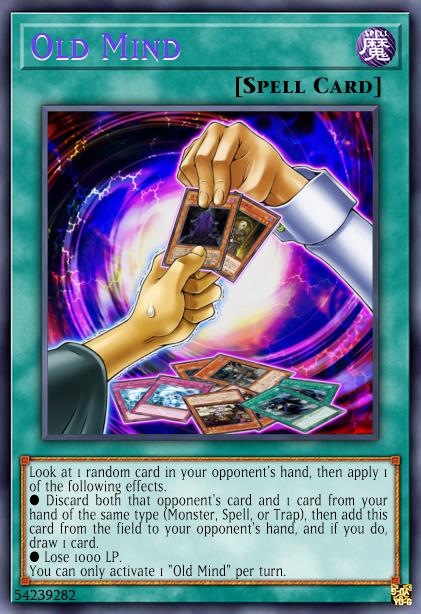 Old Mind
SPELL
魔
[Spell Card]
Look at 1 random card in your opponent's hand, then apply 1
of the following effects.
● Discard both that opponent's card and 1 card from your
hand of the same type (Monster, Spell, or Trap), then add this
card from the field to your opponent's hand, and if you do,
draw 1 card.
● Lose 1000 LP.
You can only activate 1 "Old Mind" per turn.
54239282